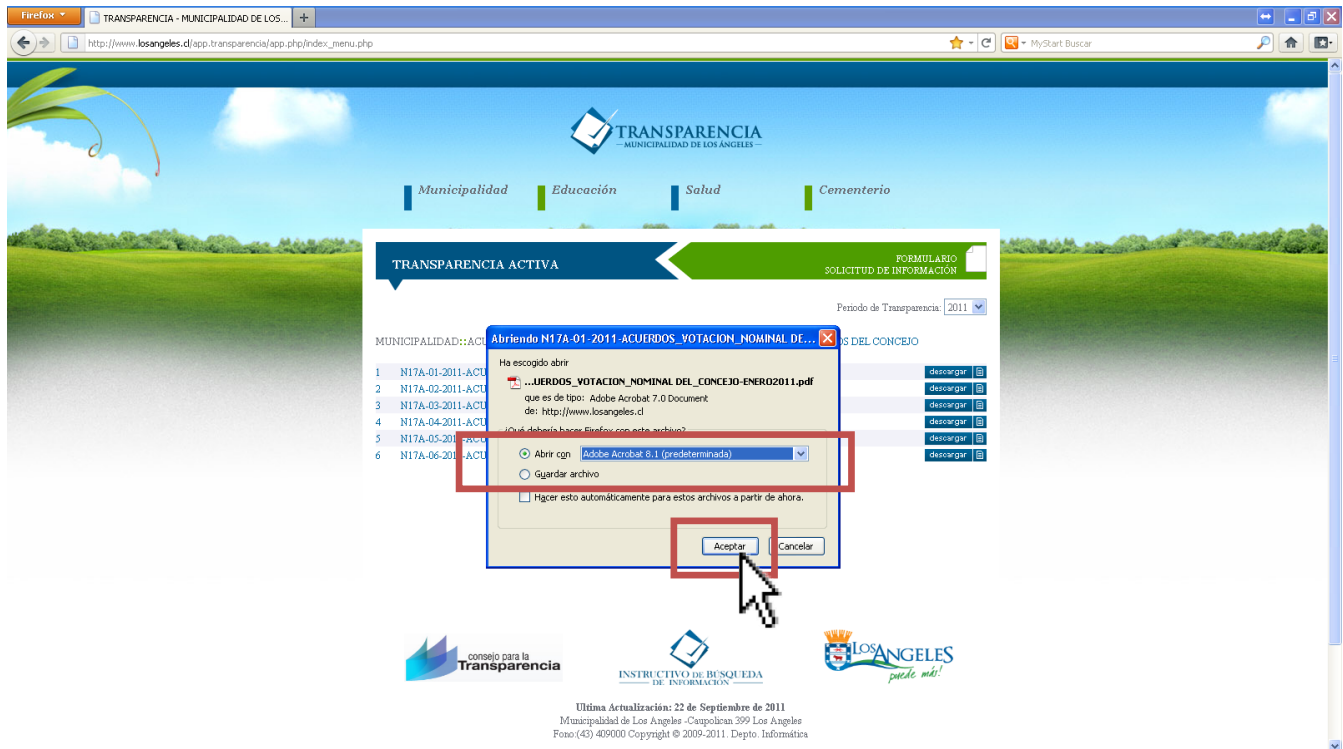 Firefox
TRANSPARENCIA - MUNICIPALIDAD DE LOS...
http://www.losangeles.cl/app.transparencia/app.php/index_menu.php
MyStart Buscar
TRANSPARENCIA
MUNICIPALIDAD DE LOS ÁNGELES
Municipalidad
Educación
Salud
Cementerio
TRANSPARENCIA ACTIVA
FORMULARIO
SOLICITUD DE INFORMACIÓN
Periodo de Transparencia: 2011
MUNICIPALIDAD::ACU
OS DEL CONCEJO
1 N17A-01-2011-ACU descargar
2 N17A-02-2011-ACU descargar
3 N17A-03-2011-ACU descargar
4 N17A-04-2011-ACU descargar
5 N17A-05-2011-ACU descargar
6 N17A-06-2011-ACU descargar
Abriendo N17A-01-2011-ACUERDOS_VOTACION_NOMINAL DE...
Ha escogido abrir
...UERDOS_VOTACION_NOMINAL DEL_CONCEJO-ENERO2011.pdf
que es de tipo: Adobe Acrobat 7.0 Document
de: http://www.losangeles.cl
¿Qué debería hacer Firefox con este archivo?
Abrir con Adobe Acrobat 8.1 (predeterminada)
Guardar archivo
Hacer esto automáticamente para estos archivos a partir de ahora.
Aceptar
Cancelar
consejo para la
Transparencia
INSTRUCTIVO DE BÚSQUEDA
DE INFORMACIÓN
LOS ANGELES
puede más!
Ultima Actualización: 22 de Septiembre de 2011
Municipalidad de Los Angeles -Caupolican 399 Los Angeles
Fono:(43) 409000 Copyright © 2009-2011. Depto. Informática